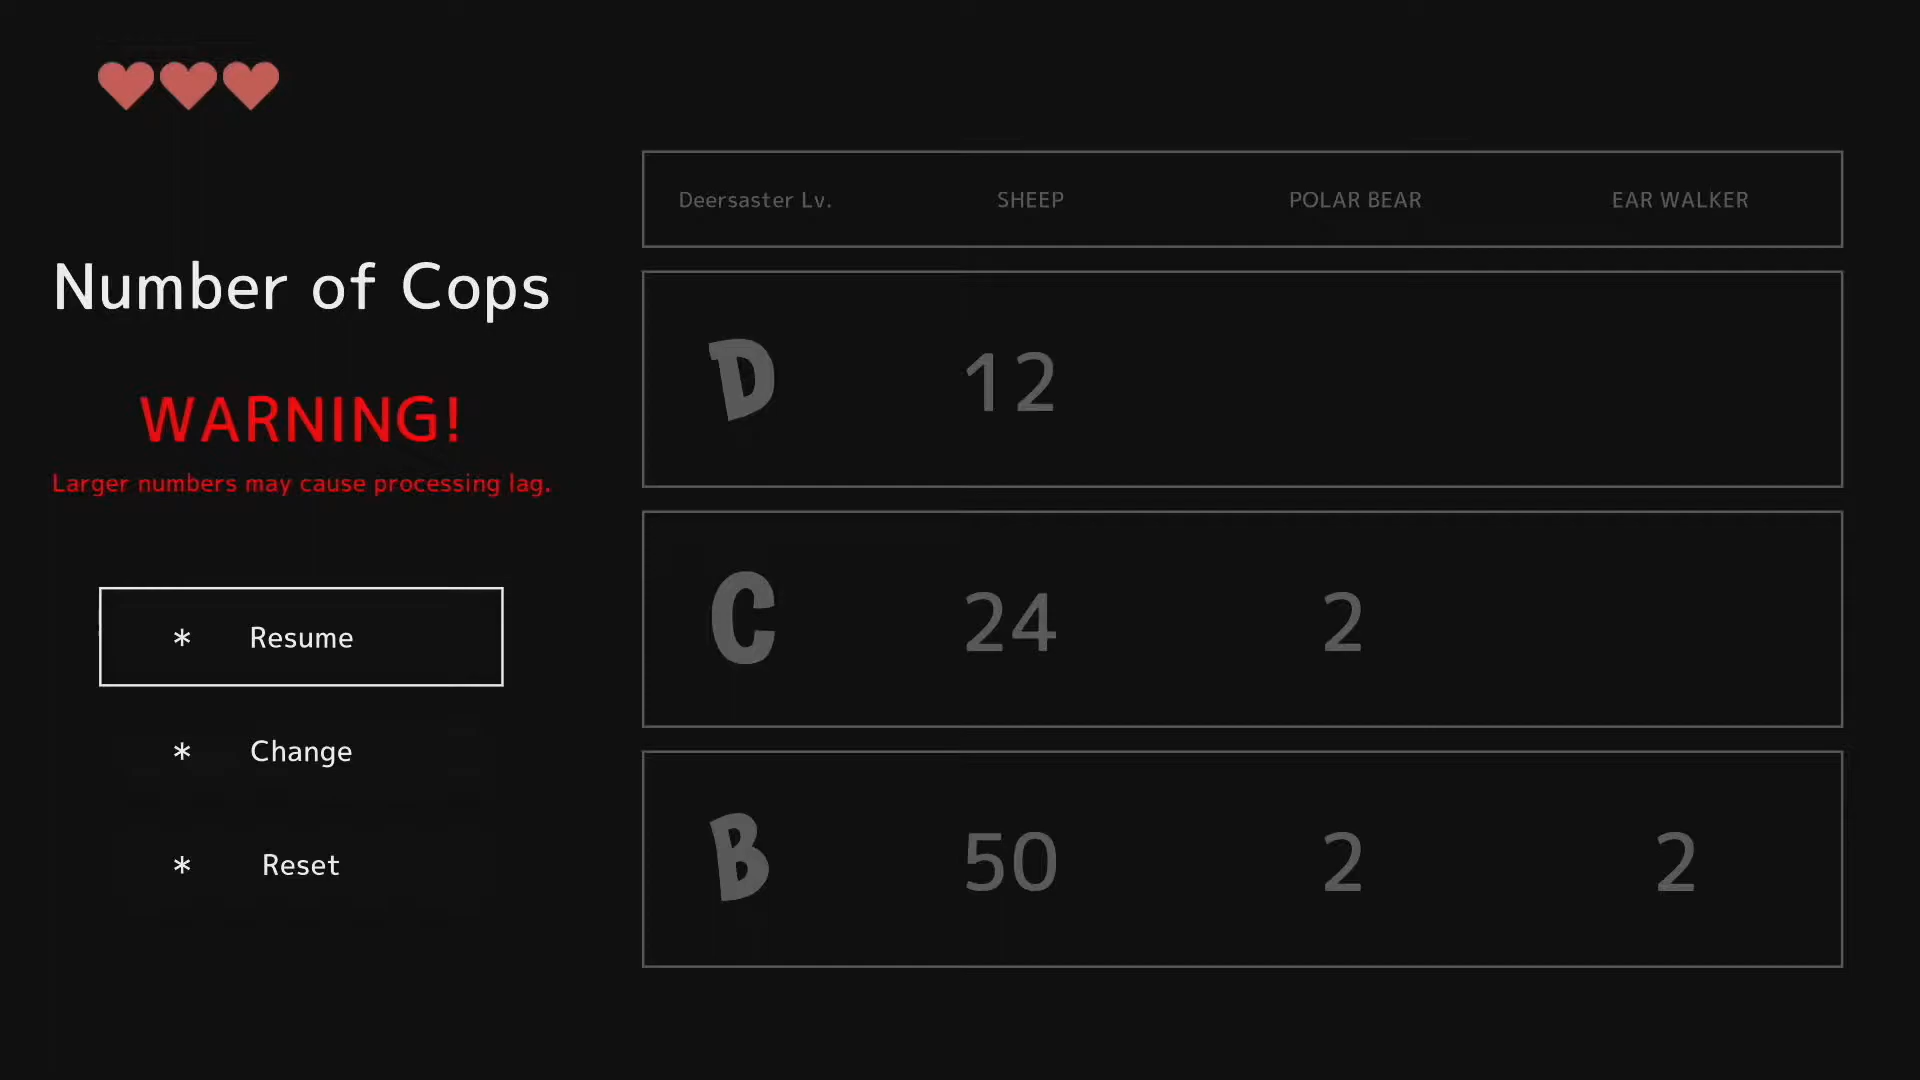 Number of Cops
WARNING!
Larger numbers may cause processing lag.
* Resume
* Change
* Reset
Deersaster Lv. SHEEP POLAR BEAR EAR WALKER
D 12
C 24 2
B 50 2 2